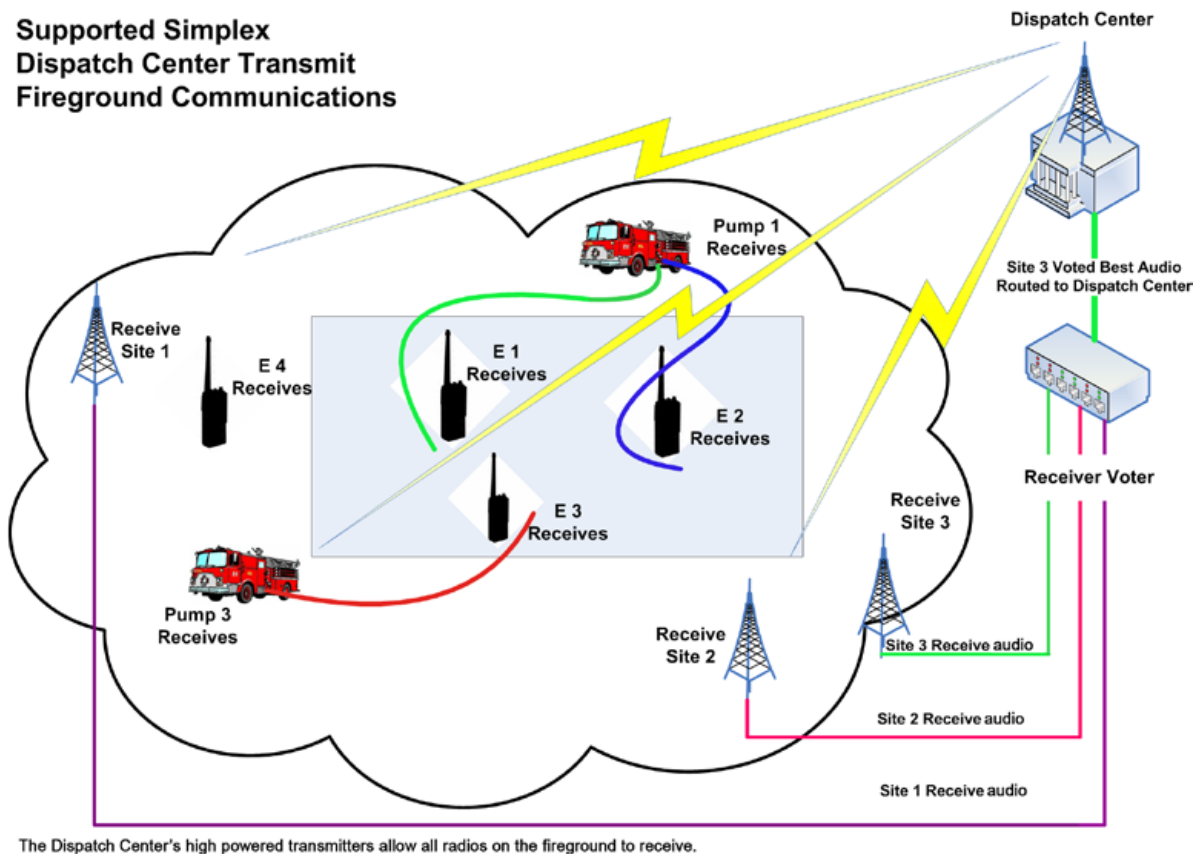 Supported Simplex
Dispatch Center Transmit
Fireground Communications
Dispatch Center
Pump 1
Receives
Site 3 Voted Best Audio
Routed to Dispatch Center
Receive
Site 1
E 4
Receives
E 1
Receives
E 2
Receives
Receiver Voter
E 3
Receives
Receive
Site 3
Pump 3
Receives
Receive
Site 2
Site 3 Receive audio
Site 2 Receive audio
Site 1 Receive audio
The Dispatch Center's high powered transmitters allow all radios on the fireground to receive.